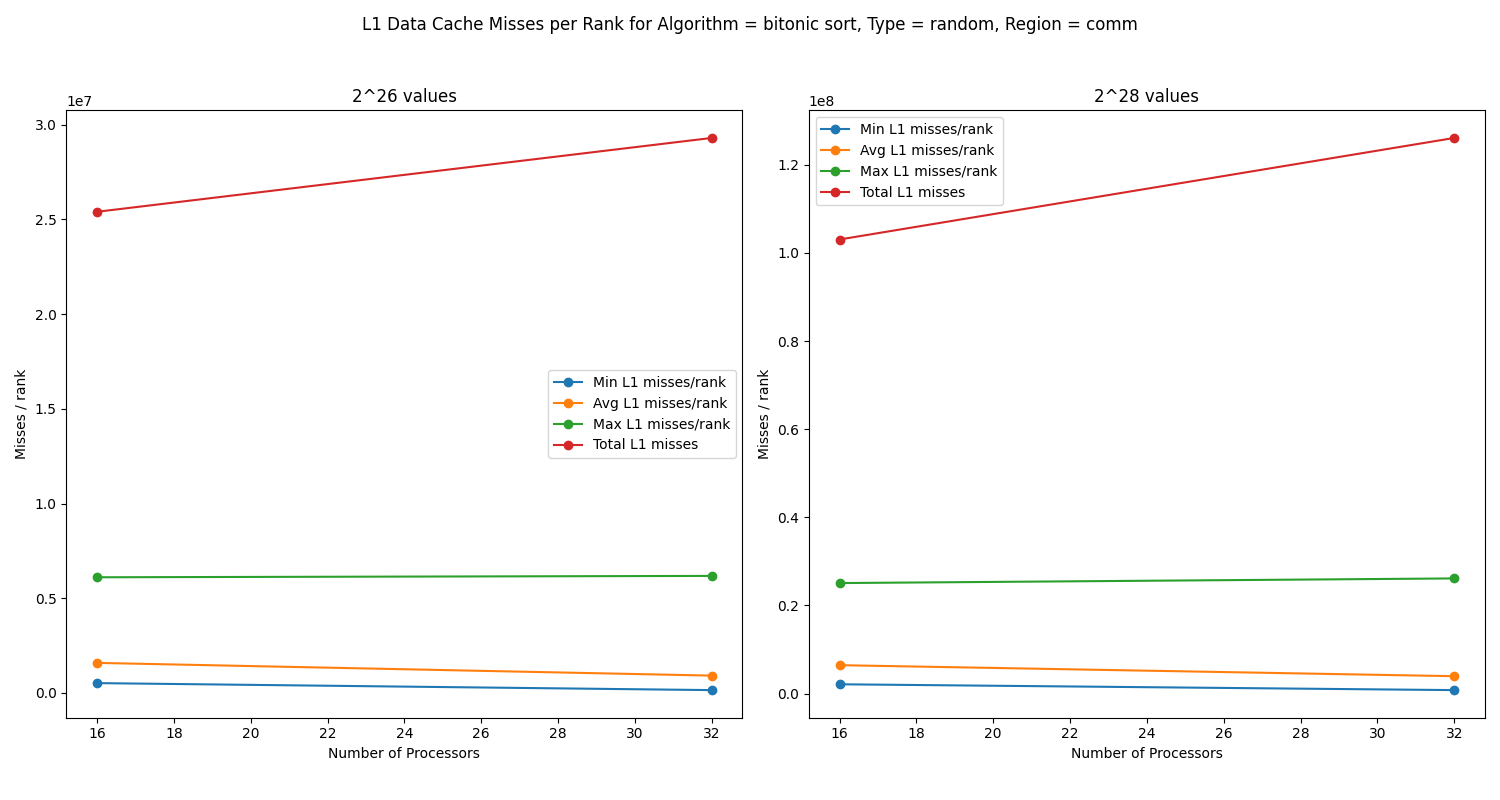 L1 Data Cache Misses per Rank for Algorithm = bitonic sort, Type = random, Region = comm
2^26 values
1e7
3.0
2.5
2.0
1.5
1.0
0.5
0.0
Misses / rank
Min L1 misses/rank
Avg L1 misses/rank
Max L1 misses/rank
Total L1 misses
16 18 20 22 24 26 28 30 32
Number of Processors
2^28 values
1e8
1.2
1.0
0.8
0.6
0.4
0.2
0.0
Misses / rank
Min L1 misses/rank
Avg L1 misses/rank
Max L1 misses/rank
Total L1 misses
16 18 20 22 24 26 28 30 32
Number of Processors